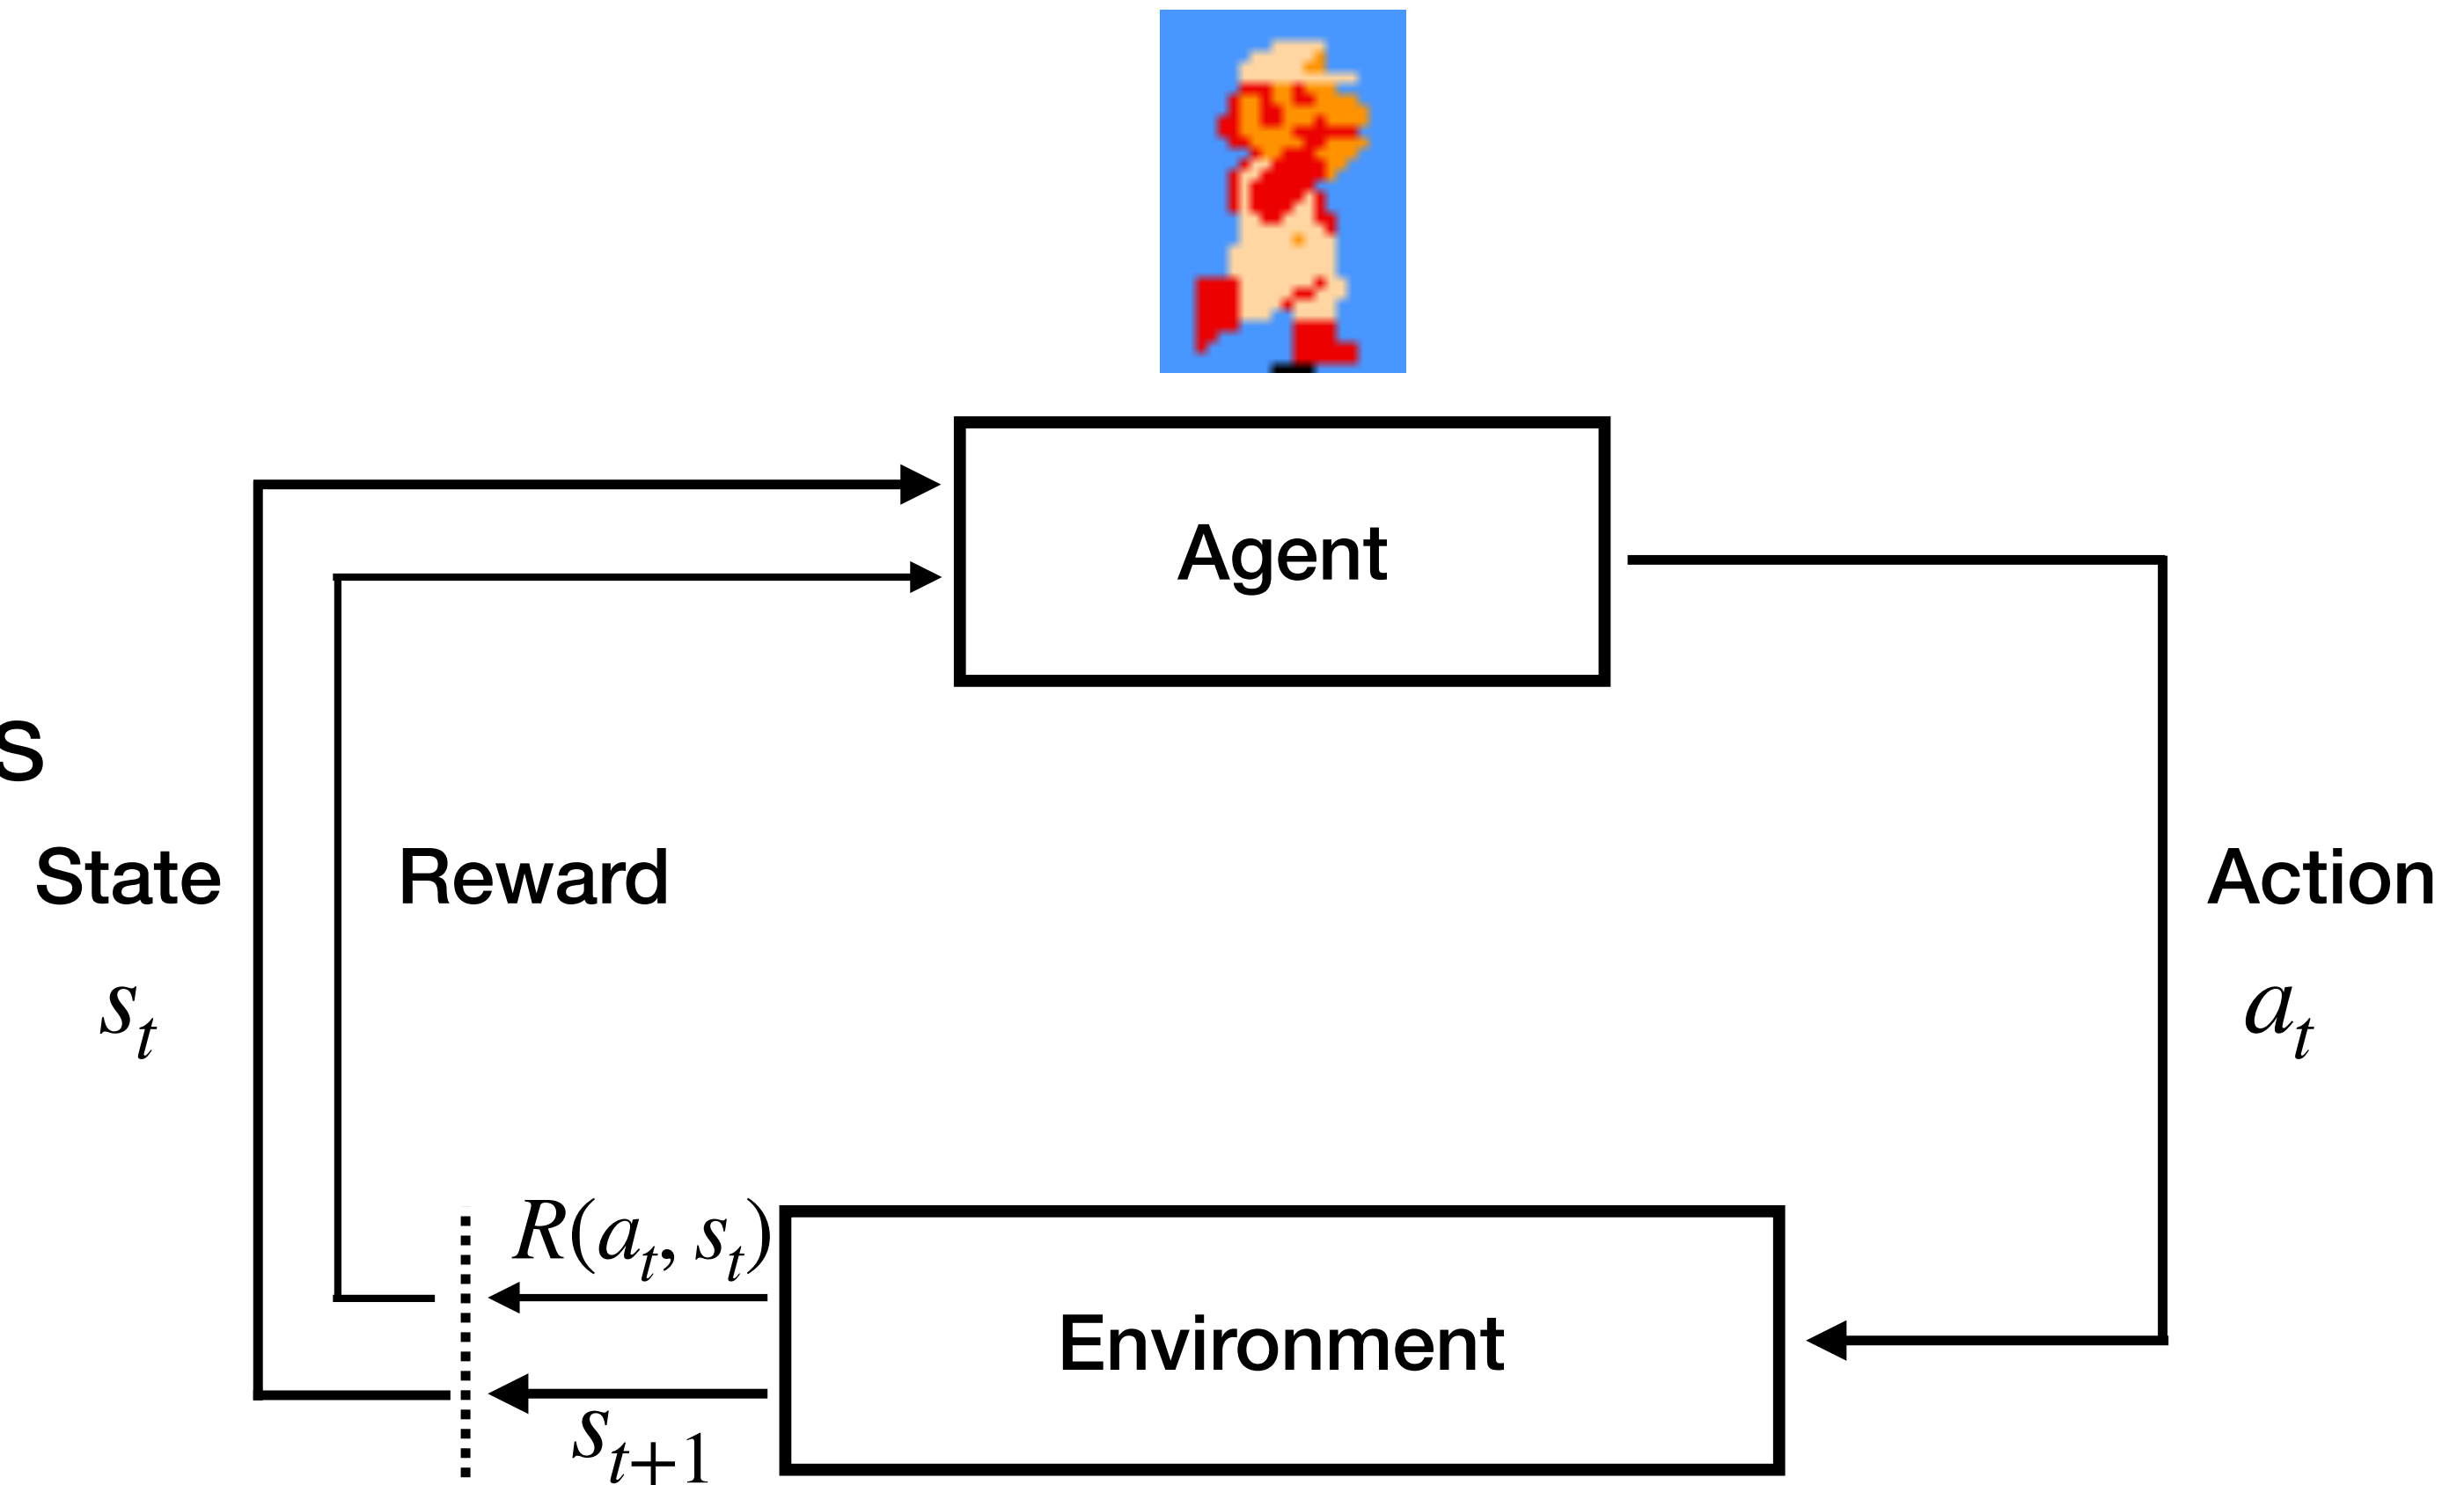 Agent
s
State
Reward
Action
s_t
a_t
R(a_t, s_t)
Environment
s_{t+1}